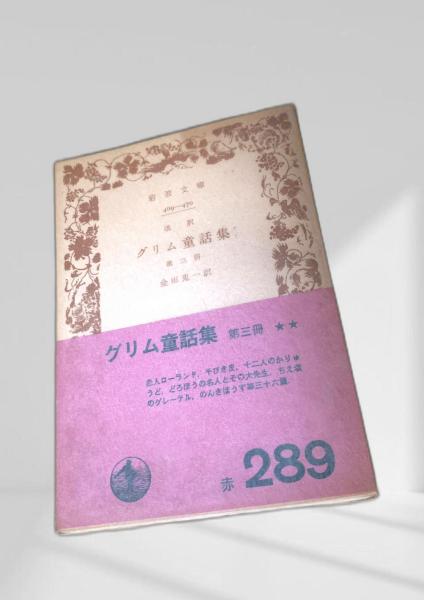 岩波文庫
469—470
改訳
グリム童話集
第三冊
金田鬼一訳
グリム童話集 第三冊 ★★
恋人ローランド，千びき皮，十二人のかりゅ
うど，どろぼうの名人とその大先生，ちえ袋
のグレーテル，のんきぼうず等三十六篇．
赤 289